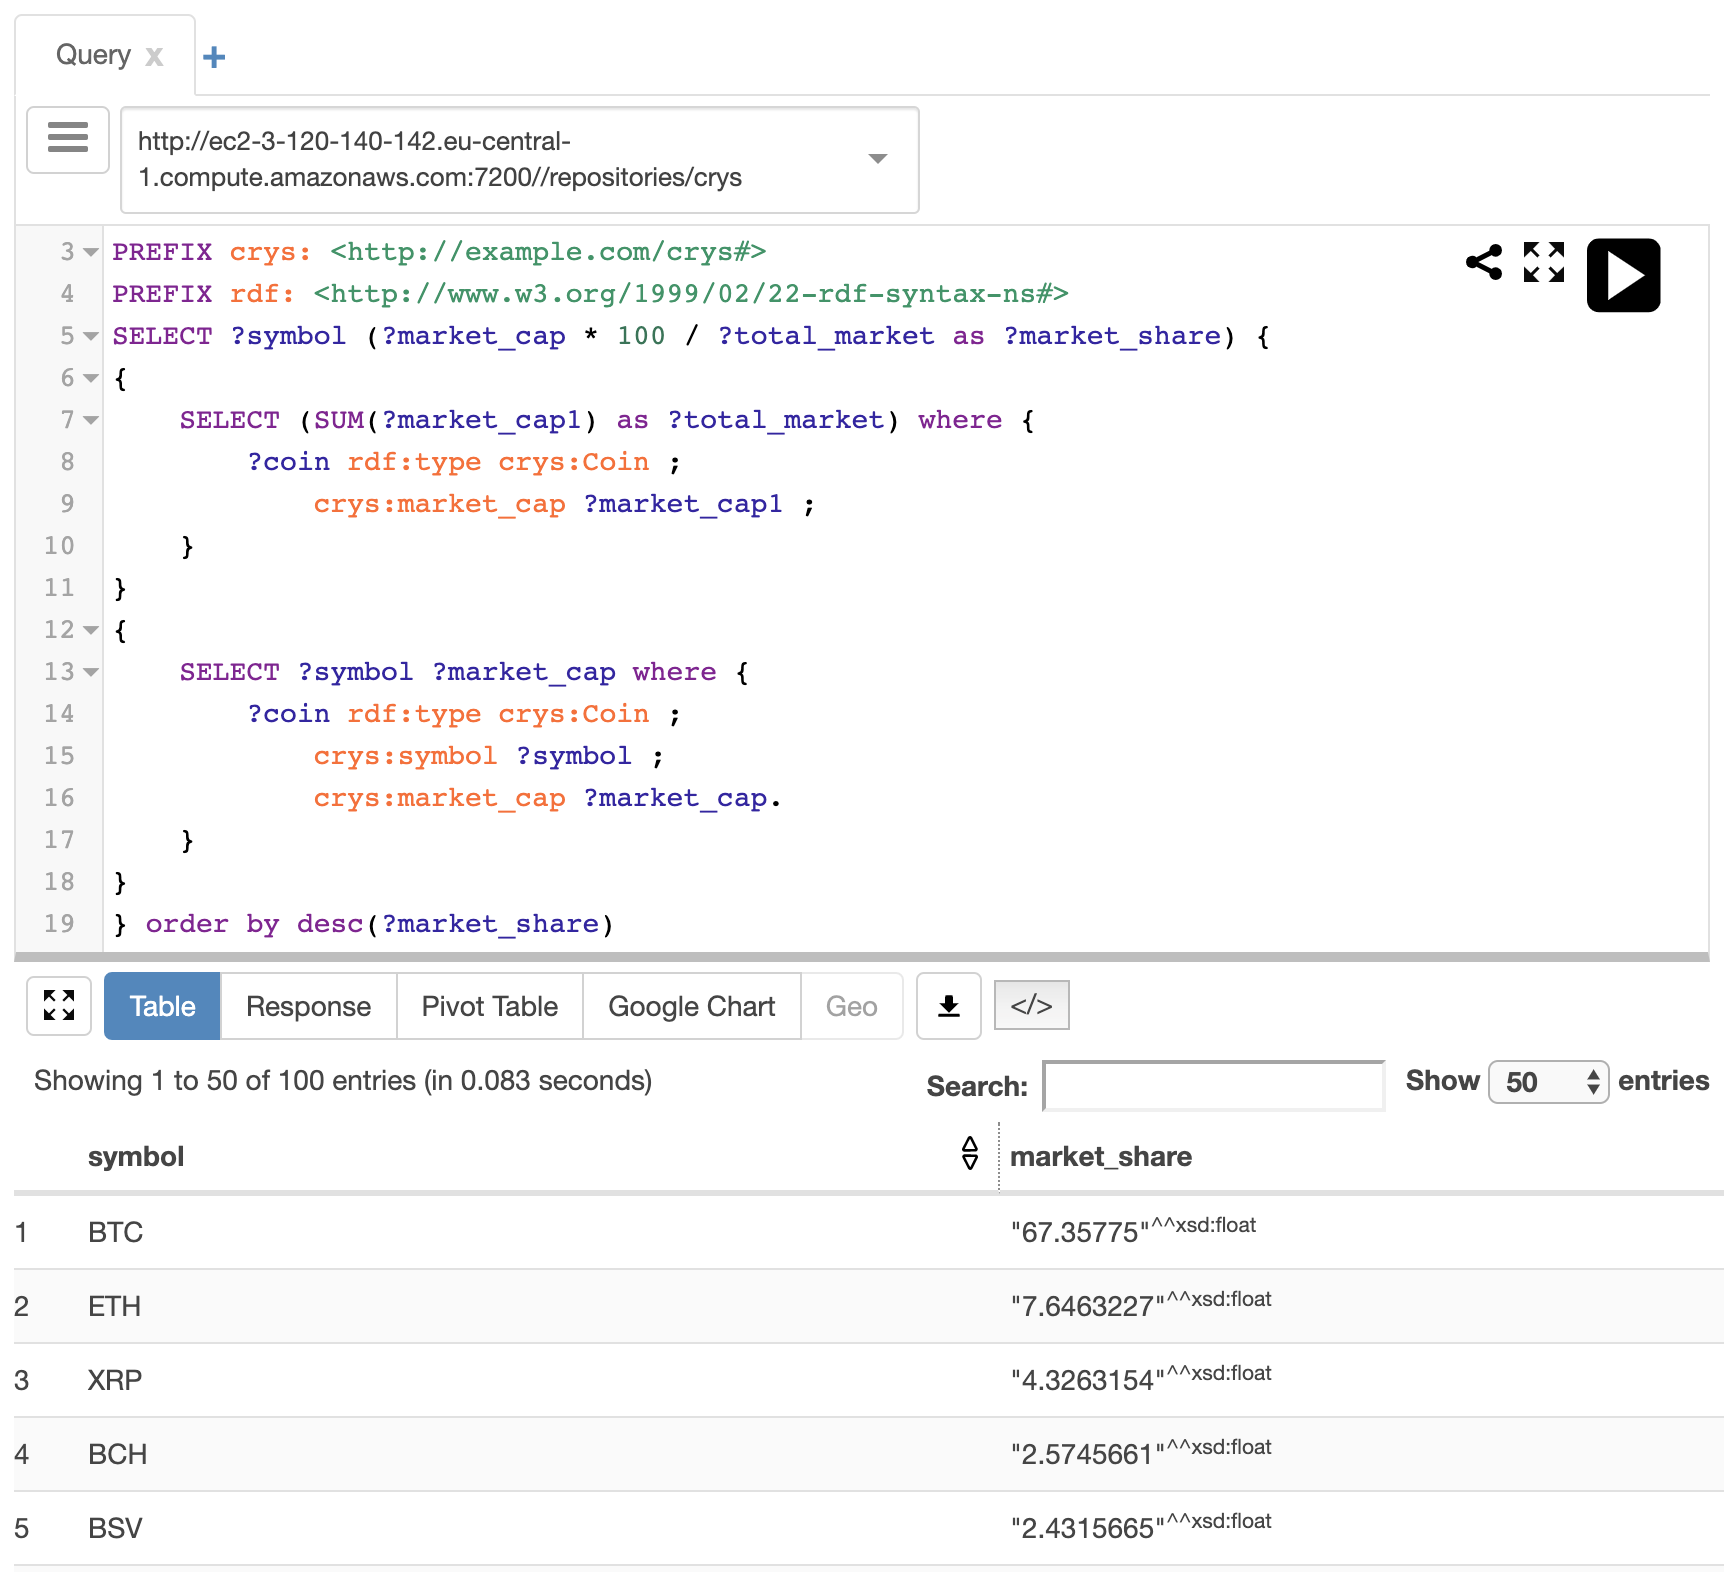 Query x +
http://ec2-3-120-140-142.eu-central-
1.compute.amazonaws.com:7200//repositories/crys
3 PREFIX crys: <http://example.com/crys#>
4 PREFIX rdf: <http://www.w3.org/1999/02/22-rdf-syntax-ns#>
5 SELECT ?symbol (?market_cap * 100 / ?total_market as ?market_share) {
6 {
7 SELECT (SUM(?market_cap1) as ?total_market) where {
8 ?coin rdf:type crys:Coin ;
9 crys:market_cap ?market_cap1 ;
10 }
11 }
12 {
13 SELECT ?symbol ?market_cap where {
14 ?coin rdf:type crys:Coin ;
15 crys:symbol ?symbol ;
16 crys:market_cap ?market_cap.
17 }
18 }
19 } order by desc(?market_share)
Table Response Pivot Table Google Chart Geo </>
Showing 1 to 50 of 100 entries (in 0.083 seconds) Search: Show 50 entries
symbol market_share
1 BTC "67.35775"^^xsd:float
2 ETH "7.6463227"^^xsd:float
3 XRP "4.3263154"^^xsd:float
4 BCH "2.5745661"^^xsd:float
5 BSV "2.4315665"^^xsd:float